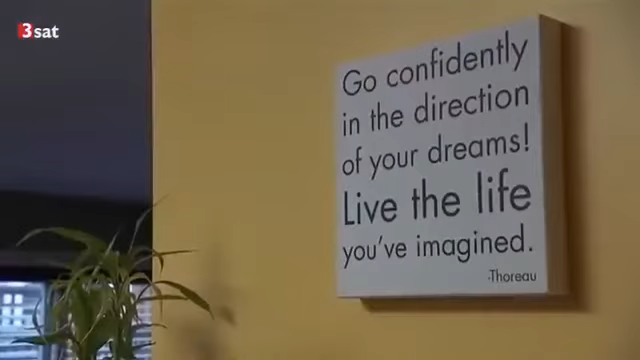 3sat
Go confidently
in the direction
of your dreams!
Live the life
you've imagined.
-Thoreau